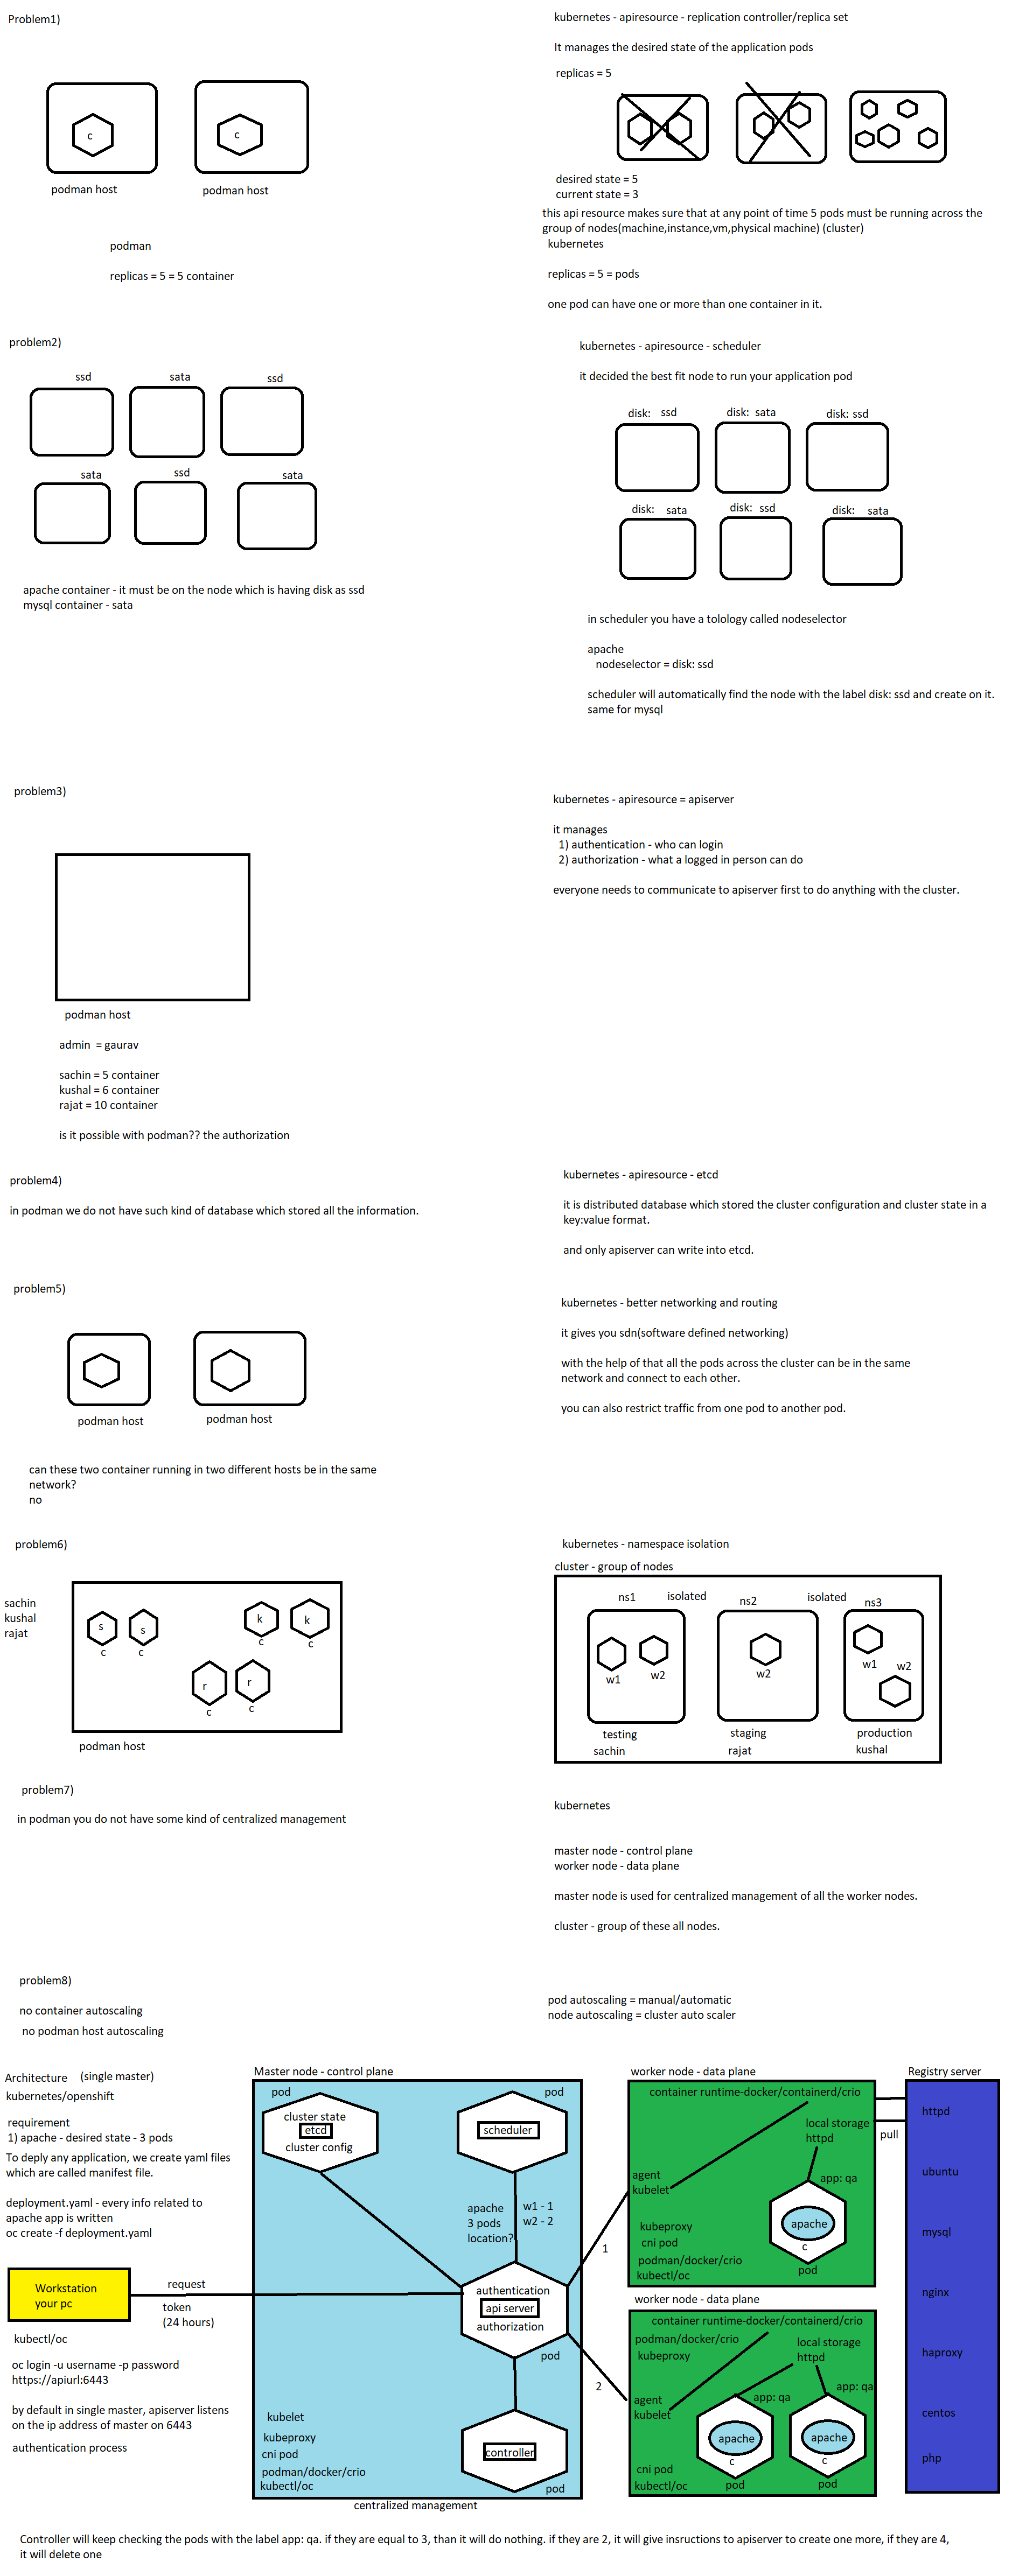 Problem1)
c
c
podman host
podman host
podman
replicas = 5 = 5 container
kubernetes - apiresource - replication controller/replica set
It manages the desired state of the application pods
replicas = 5
desired state = 5
current state = 3
this api resource makes sure that at any point of time 5 pods must be running across the
group of nodes(machine,instance,vm,physical machine) (cluster)
kubernetes
replicas = 5 = pods
one pod can have one or more than one container in it.
problem2)
ssd
sata
ssd
sata
ssd
sata
apache container - it must be on the node which is having disk as ssd
mysql container - sata
kubernetes - apiresource - scheduler
it decided the best fit node to run your application pod
disk: ssd
disk: sata
disk: ssd
disk: sata
disk: ssd
disk: sata
in scheduler you have a tolology called nodeselector
apache
nodeselector = disk: ssd
scheduler will automatically find the node with the label disk: ssd and create on it.
same for mysql
problem3)
podman host
admin = gaurav
sachin = 5 container
kushal = 6 container
rajat = 10 container
is it possible with podman?? the authorization
kubernetes - apiresource = apiserver
it manages
1) authentication - who can login
2) authorization - what a logged in person can do
everyone needs to communicate to apiserver first to do anything with the cluster.
problem4)
in podman we do not have such kind of database which stored all the information.
kubernetes - apiresource - etcd
it is distributed database which stored the cluster configuration and cluster state in a
key:value format.
and only apiserver can write into etcd.
problem5)
podman host
podman host
can these two container running in two different hosts be in the same
network?
no
kubernetes - better networking and routing
it gives you sdn(software defined networking)
with the help of that all the pods across the cluster can be in the same
network and connect to each other.
you can also restrict traffic from one pod to another pod.
problem6)
sachin
kushal
rajat
s
s
k
k
c
c
c
c
r
r
c
c
podman host
kubernetes - namespace isolation
cluster - group of nodes
ns1
isolated
ns2
isolated
ns3
w1
w2
w2
w1
w2
testing
staging
production
sachin
rajat
kushal
problem7)
in podman you do not have some kind of centralized management
kubernetes
master node - control plane
worker node - data plane
master node is used for centralized management of all the worker nodes.
cluster - group of these all nodes.
problem8)
no container autoscaling
no podman host autoscaling
pod autoscaling = manual/automatic
node autoscaling = cluster auto scaler
Architecture (single master)
kubernetes/openshift
requirement
1) apache - desired state - 3 pods
To deply any application, we create yaml files
which are called manifest file.
deployment.yaml - every info related to
apache app is written
oc create -f deployment.yaml
Workstation
your pc
request
token
(24 hours)
kubectl/oc
oc login -u username -p password
https://apiurl:6443
by default in single master, apiserver listens
on the ip address of master on 6443
authentication process
Master node - control plane
pod
cluster state
etcd
cluster config
pod
scheduler
apache
3 pods
location?
w1 - 1
w2 - 2
authentication
api server
authorization
pod
kubelet
kubeproxy
cni pod
podman/docker/crio
kubectl/oc
controller
pod
centralized management
1
2
worker node - data plane
container runtime-docker/containerd/crio
local storage
httpd
agent
kubelet
app: qa
kubeproxy
cni pod
podman/docker/crio
kubectl/oc
apache
c
pod
worker node - data plane
container runtime-docker/containerd/crio
podman/docker/crio
kubeproxy
local storage
httpd
agent
kubelet
app: qa
app: qa
apache
c
pod
apache
c
pod
cni pod
kubectl/oc
pull
Registry server
httpd
ubuntu
mysql
nginx
haproxy
centos
php
Controller will keep checking the pods with the label app: qa. if they are equal to 3, than it will do nothing. if they are 2, it will give insructions to apiserver to create one more, if they are 4,
it will delete one